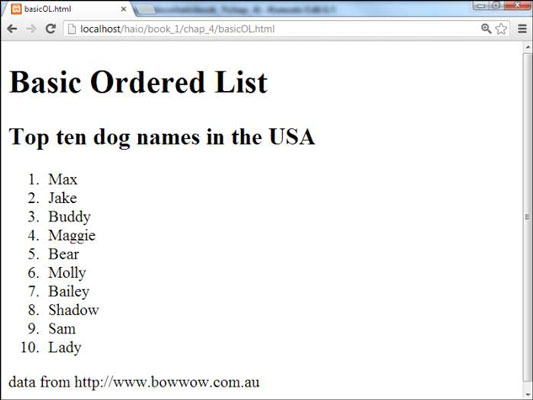 basicOL.html
localhost/haio/book_1/chap_4/basicOL.html
Basic Ordered List
Top ten dog names in the USA
1. Max
2. Jake
3. Buddy
4. Maggie
5. Bear
6. Molly
7. Bailey
8. Shadow
9. Sam
10. Lady
data from http://www.bowwow.com.au